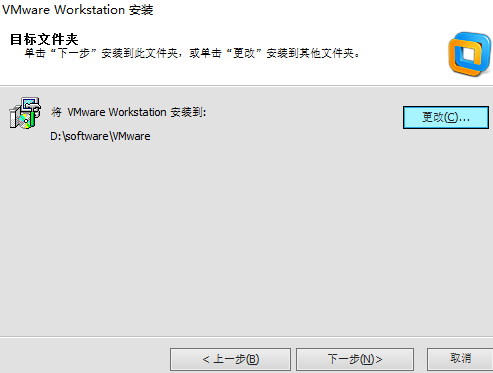 VMware Workstation 安装
目标文件夹
单击“下一步”安装到此文件夹，或单击“更改”安装到其他文件夹。
将 VMware Workstation 安装到:
更改(C)...
D:\software\VMware
< 上一步(B)
下一步(N)>
取消